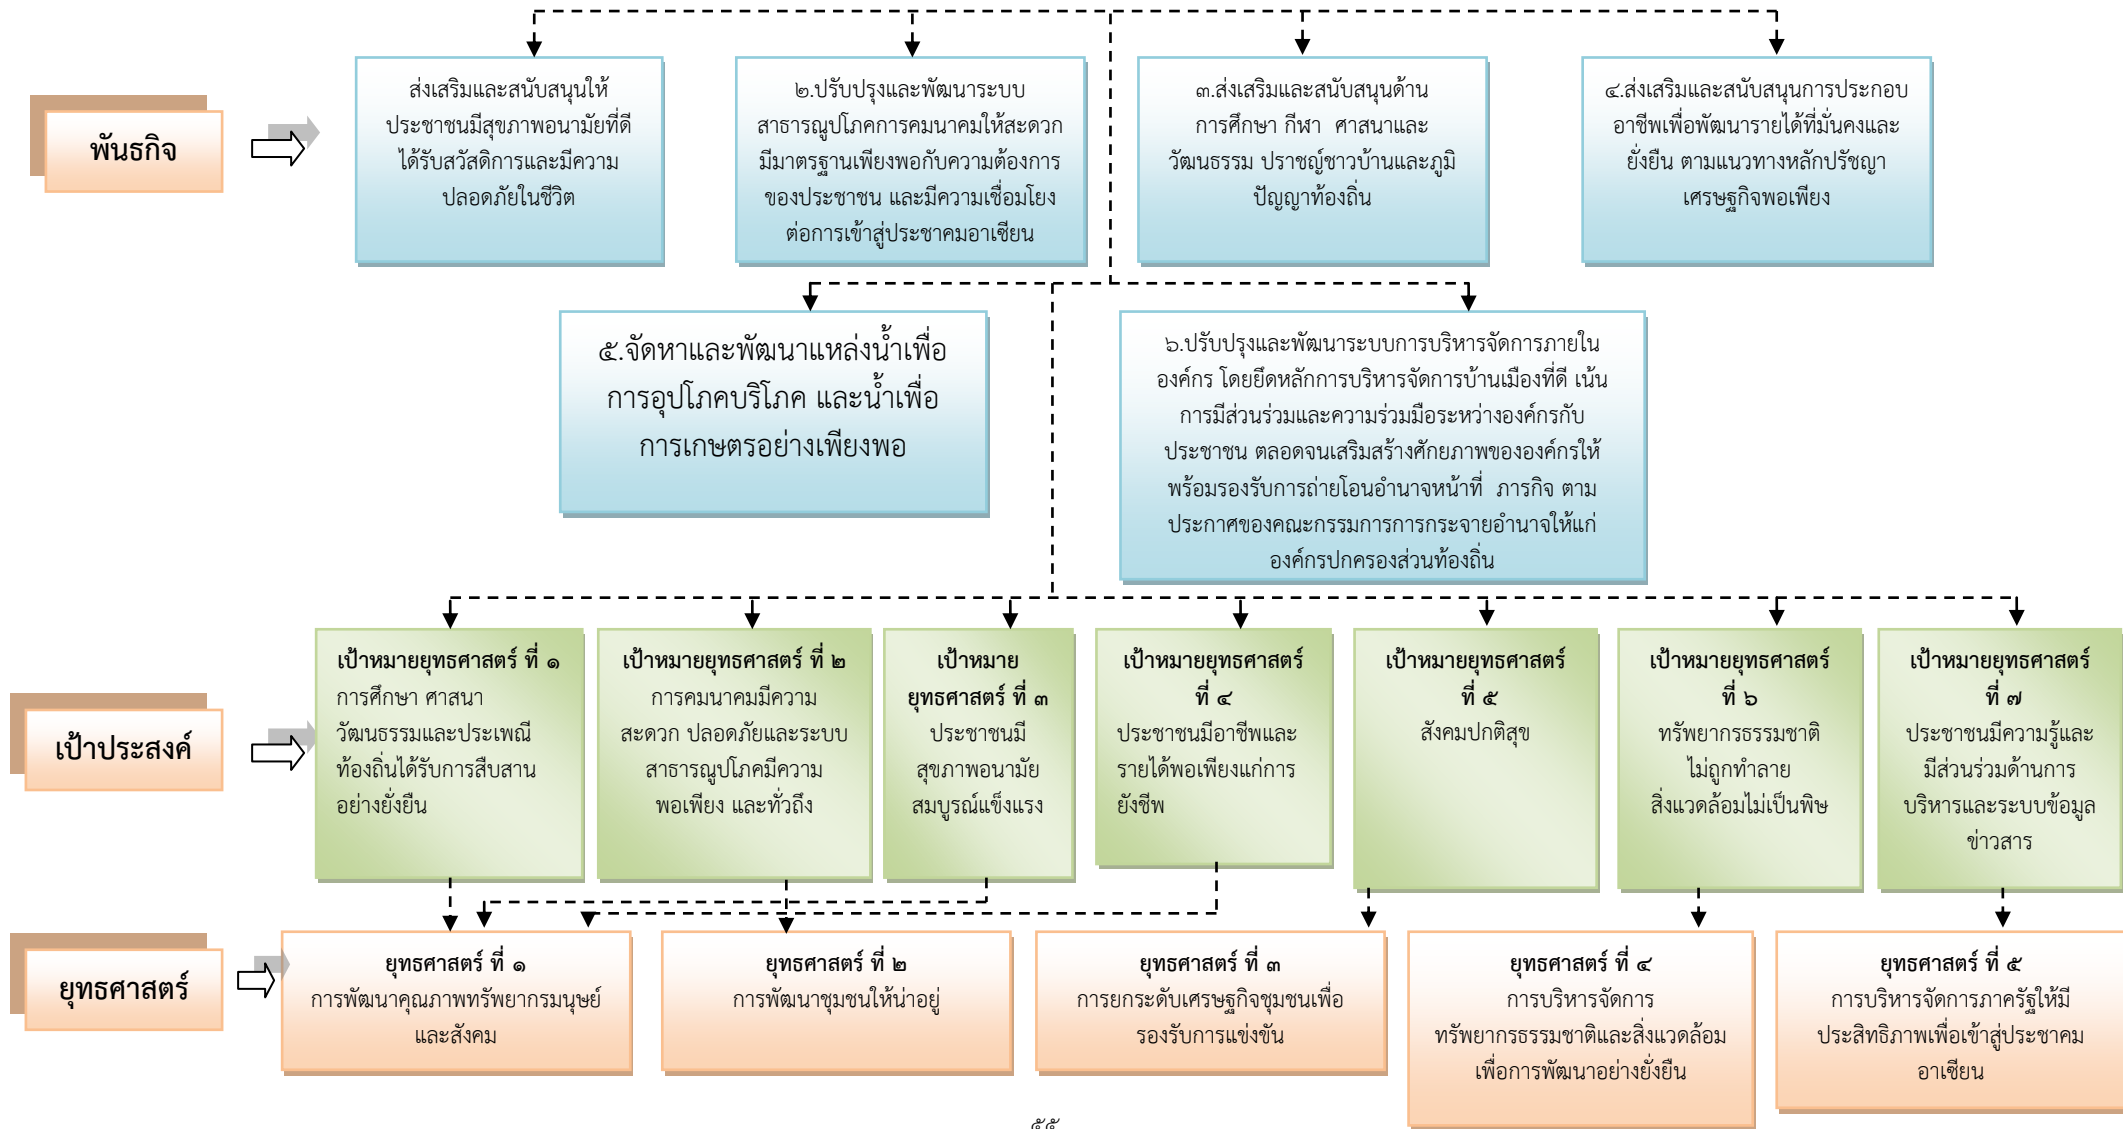 พันธกิจ
ส่งเสริมและสนับสนุนให้
ประชาชนมีสุขภาพอนามัยที่ดี
ได้รับสวัสดิการและมีความ
ปลอดภัยในชีวิต
๒.ปรับปรุงและพัฒนาระบบ
สาธารณูปโภคการคมนาคมให้สะดวก
มีมาตรฐานเพียงพอกับความต้องการ
ของประชาชน และมีความเชื่อมโยง
ต่อการเข้าสู่ประชาคมอาเซียน
๓.ส่งเสริมและสนับสนุนด้าน
การศึกษา กีฬา  ศาสนาและ
วัฒนธรรม ปราชญ์ชาวบ้านและภูมิ
ปัญญาท้องถิ่น
๔.ส่งเสริมและสนับสนุนการประกอบ
อาชีพเพื่อพัฒนารายได้ที่มั่นคงและ
ยั่งยืน ตามแนวทางหลักปรัชญา
เศรษฐกิจพอเพียง
๕.จัดหาและพัฒนาแหล่งน้ำเพื่อ
การอุปโภคบริโภค และน้ำเพื่อ
การเกษตรอย่างเพียงพอ
๖.ปรับปรุงและพัฒนาระบบการบริหารจัดการภายใน
องค์กร โดยยึดหลักการบริหารจัดการบ้านเมืองที่ดี เน้น
การมีส่วนร่วมและความร่วมมือระหว่างองค์กรกับ
ประชาชน ตลอดจนเสริมสร้างศักยภาพขององค์กรให้
พร้อมรองรับการถ่ายโอนอำนาจหน้าที่  ภารกิจ ตาม
ประกาศของคณะกรรมการการกระจายอำนาจให้แก่
องค์กรปกครองส่วนท้องถิ่น
เป้าประสงค์
เป้าหมายยุทธศาสตร์ ที่ ๑
การศึกษา ศาสนา
วัฒนธรรมและประเพณี
ท้องถิ่นได้รับการสืบสาน
อย่างยั่งยืน
เป้าหมายยุทธศาสตร์ ที่ ๒
การคมนาคมมีความ
สะดวก ปลอดภัยและระบบ
สาธารณูปโภคมีความ
พอเพียง และทั่วถึง
เป้าหมาย
ยุทธศาสตร์ ที่ ๓
ประชาชนมี
สุขภาพอนามัย
สมบูรณ์แข็งแรง
เป้าหมายยุทธศาสตร์
ที่ ๔
ประชาชนมีอาชีพและ
รายได้พอเพียงแก่การ
ยังชีพ
เป้าหมายยุทธศาสตร์
ที่ ๕
สังคมปกติสุข
เป้าหมายยุทธศาสตร์
ที่ ๖
ทรัพยากรธรรมชาติ
ไม่ถูกทำลาย
สิ่งแวดล้อมไม่เป็นพิษ
เป้าหมายยุทธศาสตร์
ที่ ๗
ประชาชนมีความรู้และ
มีส่วนร่วมด้านการ
บริหารและระบบข้อมูล
ข่าวสาร
ยุทธศาสตร์
ยุทธศาสตร์ ที่ ๑
การพัฒนาคุณภาพทรัพยากรมนุษย์
และสังคม
ยุทธศาสตร์ ที่ ๒
การพัฒนาชุมชนให้น่าอยู่
ยุทธศาสตร์ ที่ ๓
การยกระดับเศรษฐกิจชุมชนเพื่อ
รองรับการแข่งขัน
ยุทธศาสตร์ ที่ ๔
การบริหารจัดการ
ทรัพยากรธรรมชาติและสิ่งแวดล้อม
เพื่อการพัฒนาอย่างยั่งยืน
ยุทธศาสตร์ ที่ ๕
การบริหารจัดการภาครัฐให้มี
ประสิทธิภาพเพื่อเข้าสู่ประชาคม
อาเซียน
๕๕